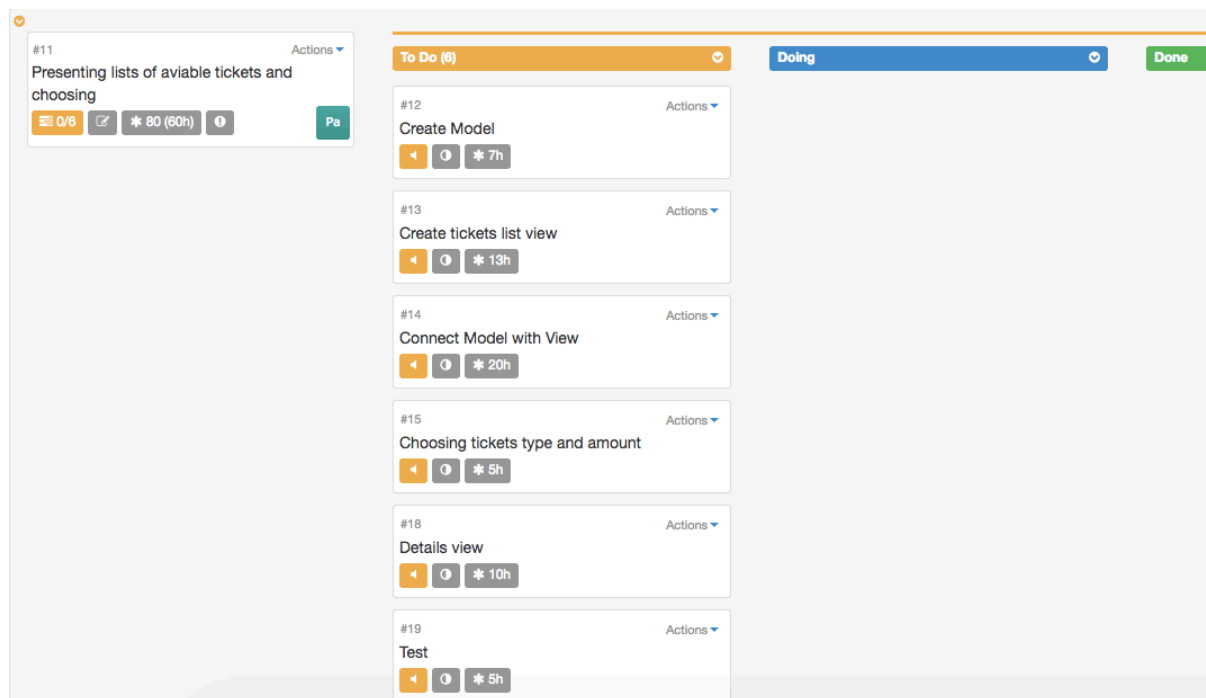 #11 Actions
Presenting lists of aviable tickets and
choosing
0/6 80 (60h) Pa
To Do (6)
Doing
Done
#12 Actions
Create Model
7h
#13 Actions
Create tickets list view
13h
#14 Actions
Connect Model with View
20h
#15 Actions
Choosing tickets type and amount
5h
#18 Actions
Details view
10h
#19 Actions
Test
5h